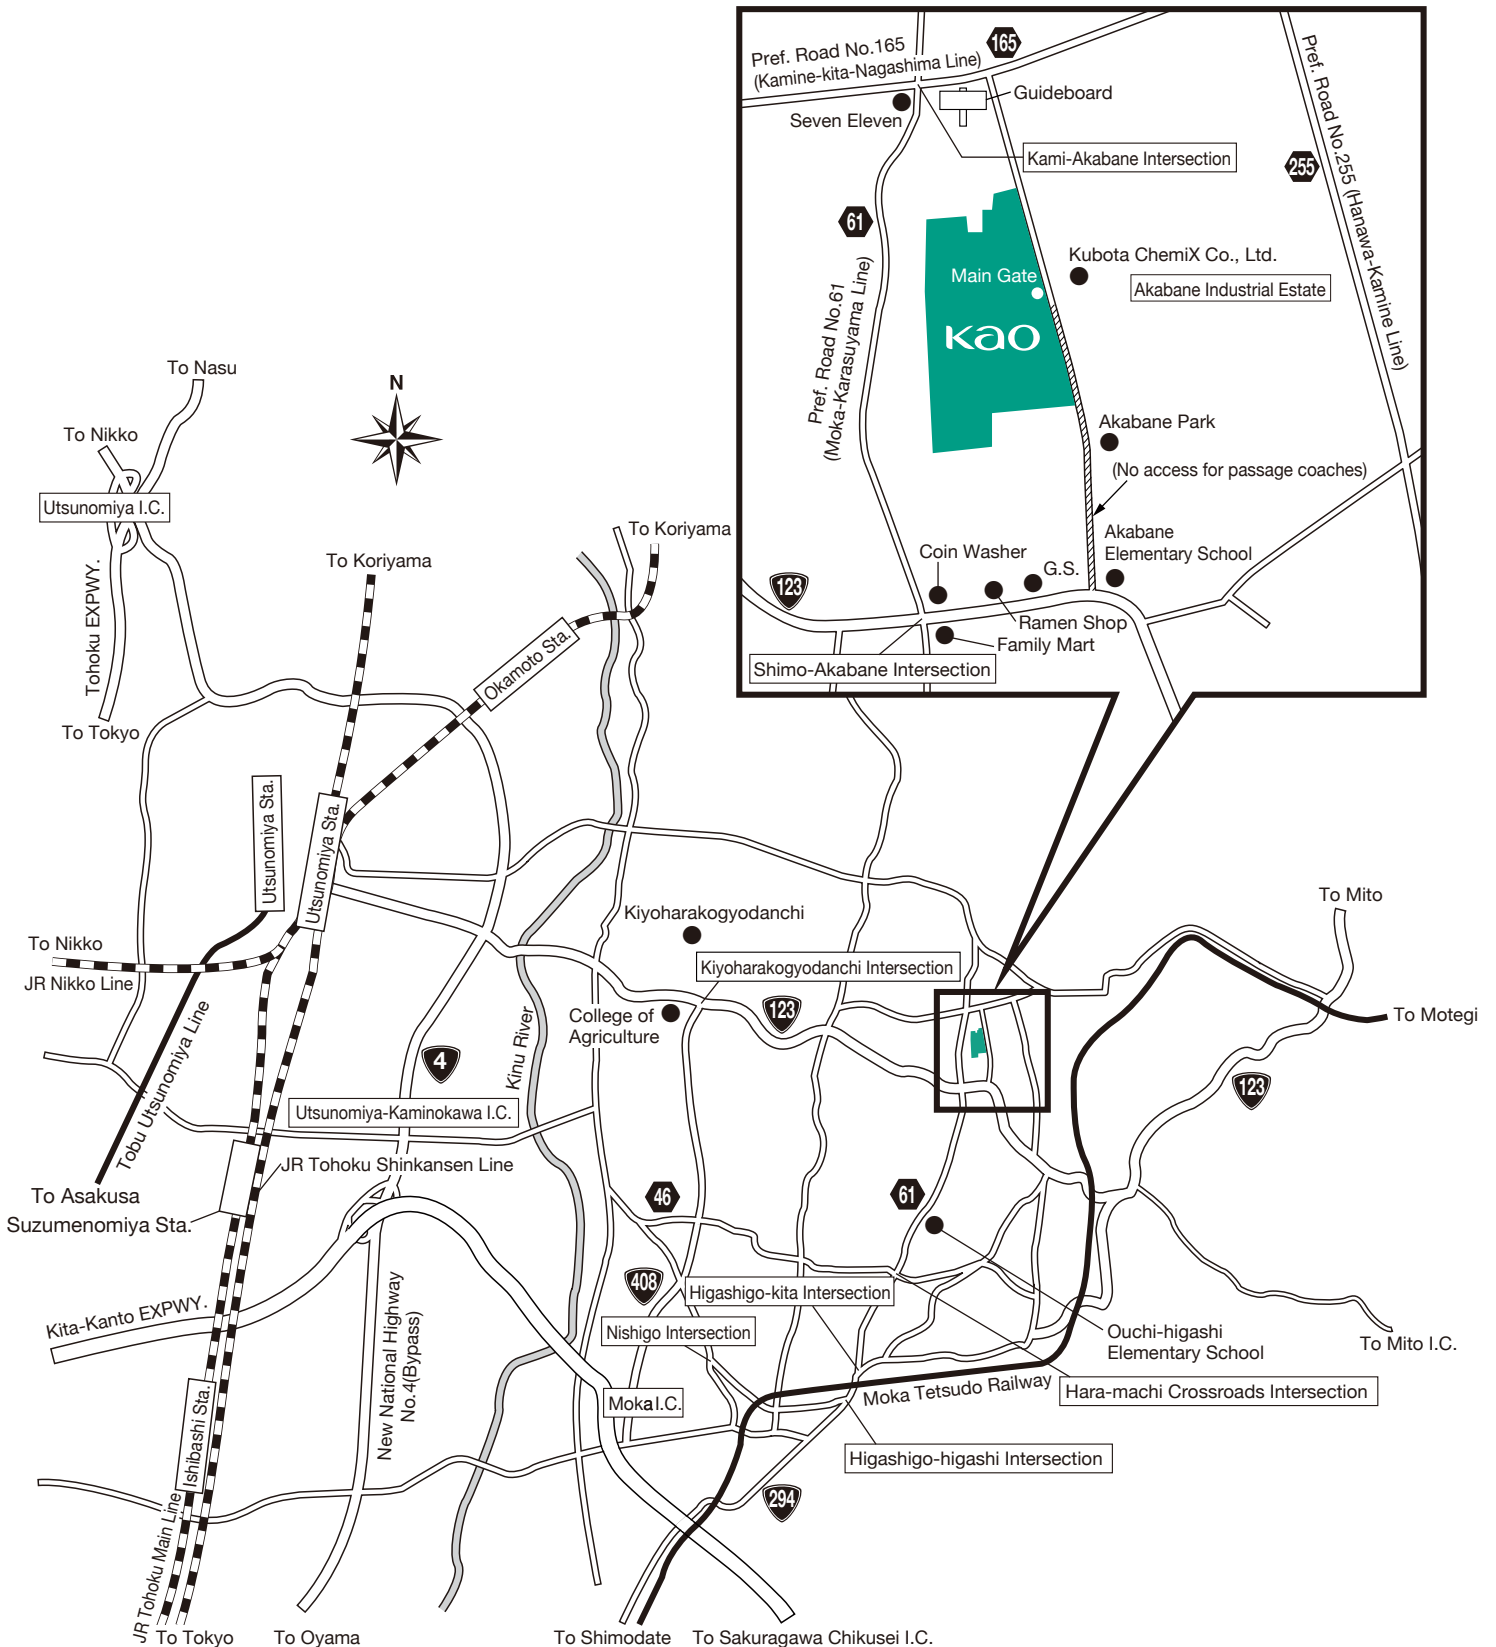 Pref. Road No.165
(Kamine-kita-Nagashima Line)
165
Guideboard
Seven Eleven
Kami-Akabane Intersection
Pref. Road No.255 (Hanawa-Kamine Line)
255
61
Pref. Road No.61
(Moka-Karasuyama Line)
Main Gate
Kao
Kubota ChemiX Co., Ltd.
Akabane Industrial Estate
Akabane Park
(No access for passage coaches)
Akabane
Elementary School
Coin Washer
G.S.
123
Ramen Shop
Family Mart
Shimo-Akabane Intersection
To Nasu
N
To Nikko
Utsunomiya I.C.
Tohoku EXPWY.
To Tokyo
To Koriyama
To Koriyama
Okamoto Sta.
Utsunomiya Sta.
Utsunomiya Sta.
To Nikko
JR Nikko Line
Tobu Utsunomiya Line
To Asakusa
Suzumenomiya Sta.
Kiyoharakogyodanchi
Kiyoharakogyodanchi Intersection
College of
Agriculture
123
Kinu River
4
Utsunomiya-Kaminokawa I.C.
JR Tohoku Shinkansen Line
To Mito
To Motegi
123
46
61
408
Higashigo-kita Intersection
Nishigo Intersection
Kita-Kanto EXPWY.
New National Highway
No.4(Bypass)
Moka I.C.
Ouchi-higashi
Elementary School
To Mito I.C.
Moka Tetsudo Railway
Hara-machi Crossroads Intersection
Higashigo-higashi Intersection
294
Ishibashi Sta.
JR Tohoku Main Line
To Tokyo
To Oyama
To Shimodate
To Sakuragawa Chikusei I.C.